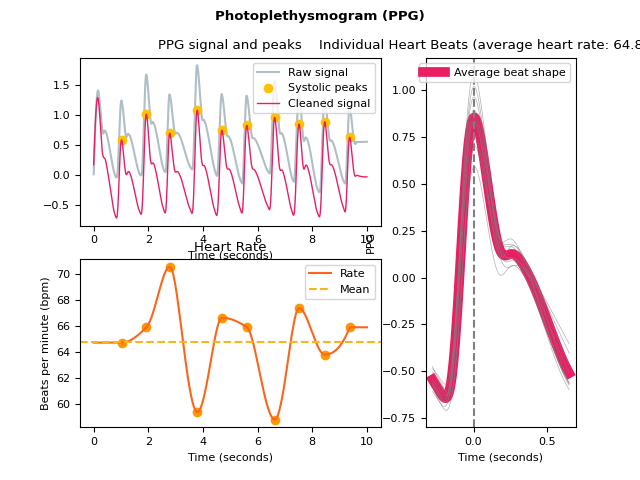 Photoplethysmogram (PPG)
PPG signal and peaks
Raw signal
Systolic peaks
Cleaned signal
1.5
1.0
0.5
0.0
−0.5
0 2 4 6 8 10
Time (seconds)
Heart Rate
Rate
Mean
70
68
66
64
62
60
Beats per minute (bpm)
0 2 4 6 8 10
Time (seconds)
Individual Heart Beats (average heart rate: 64.8
Average beat shape
PPG
1.00
0.75
0.50
0.25
0.00
−0.25
−0.50
−0.75
0.0 0.5
Time (seconds)